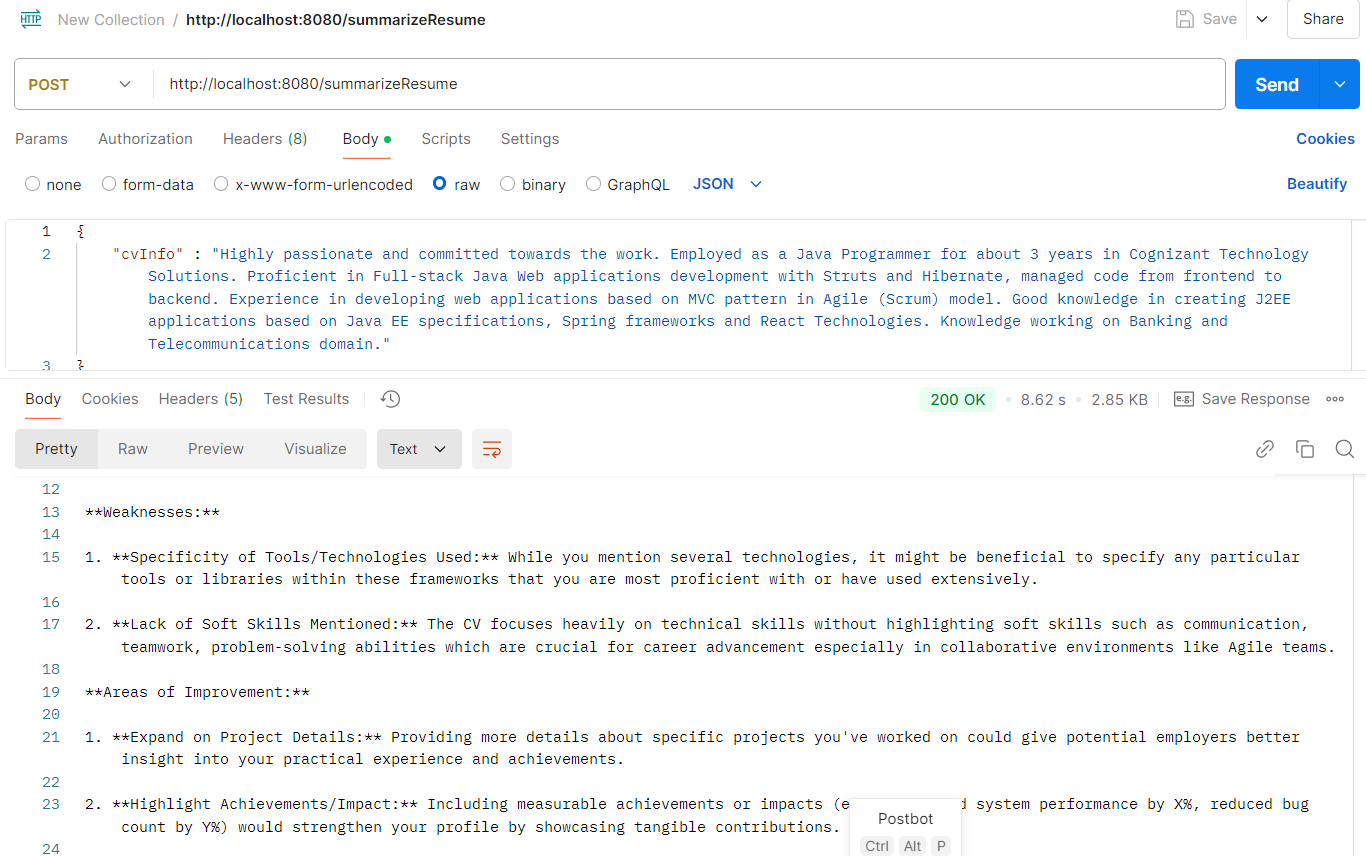 HTTP New Collection / http://localhost:8080/summarizeResume Save Share
POST http://localhost:8080/summarizeResume Send
Params Authorization Headers (8) Body Scripts Settings Cookies
none form-data x-www-form-urlencoded raw binary GraphQL JSON Beautify
1 {
2 "cvInfo" : "Highly passionate and committed towards the work. Employed as a Java Programmer for about 3 years in Cognizant Technology
Solutions. Proficient in Full-stack Java Web applications development with Struts and Hibernate, managed code from frontend to
backend. Experience in developing web applications based on MVC pattern in Agile (Scrum) model. Good knowledge in creating J2EE
applications based on Java EE specifications, Spring frameworks and React Technologies. Knowledge working on Banking and
Telecommunications domain."
3 }
Body Cookies Headers (5) Test Results 200 OK 8.62 s 2.85 KB e.g. Save Response
Pretty Raw Preview Visualize Text
12
13 **Weaknesses:**
14
15 1. **Specificity of Tools/Technologies Used:** While you mention several technologies, it might be beneficial to specify any particular
tools or libraries within these frameworks that you are most proficient with or have used extensively.
16
17 2. **Lack of Soft Skills Mentioned:** The CV focuses heavily on technical skills without highlighting soft skills such as communication,
teamwork, problem-solving abilities which are crucial for career advancement especially in collaborative environments like Agile teams.
18
19 **Areas of Improvement:**
20
21 1. **Expand on Project Details:** Providing more details about specific projects you've worked on could give potential employers better
insight into your practical experience and achievements.
22
23 2. **Highlight Achievements/Impact:** Including measurable achievements or impacts ( system performance by X%, reduced bug
count by Y%) would strengthen your profile by showcasing tangible contributions.
24
Postbot
Ctrl Alt P